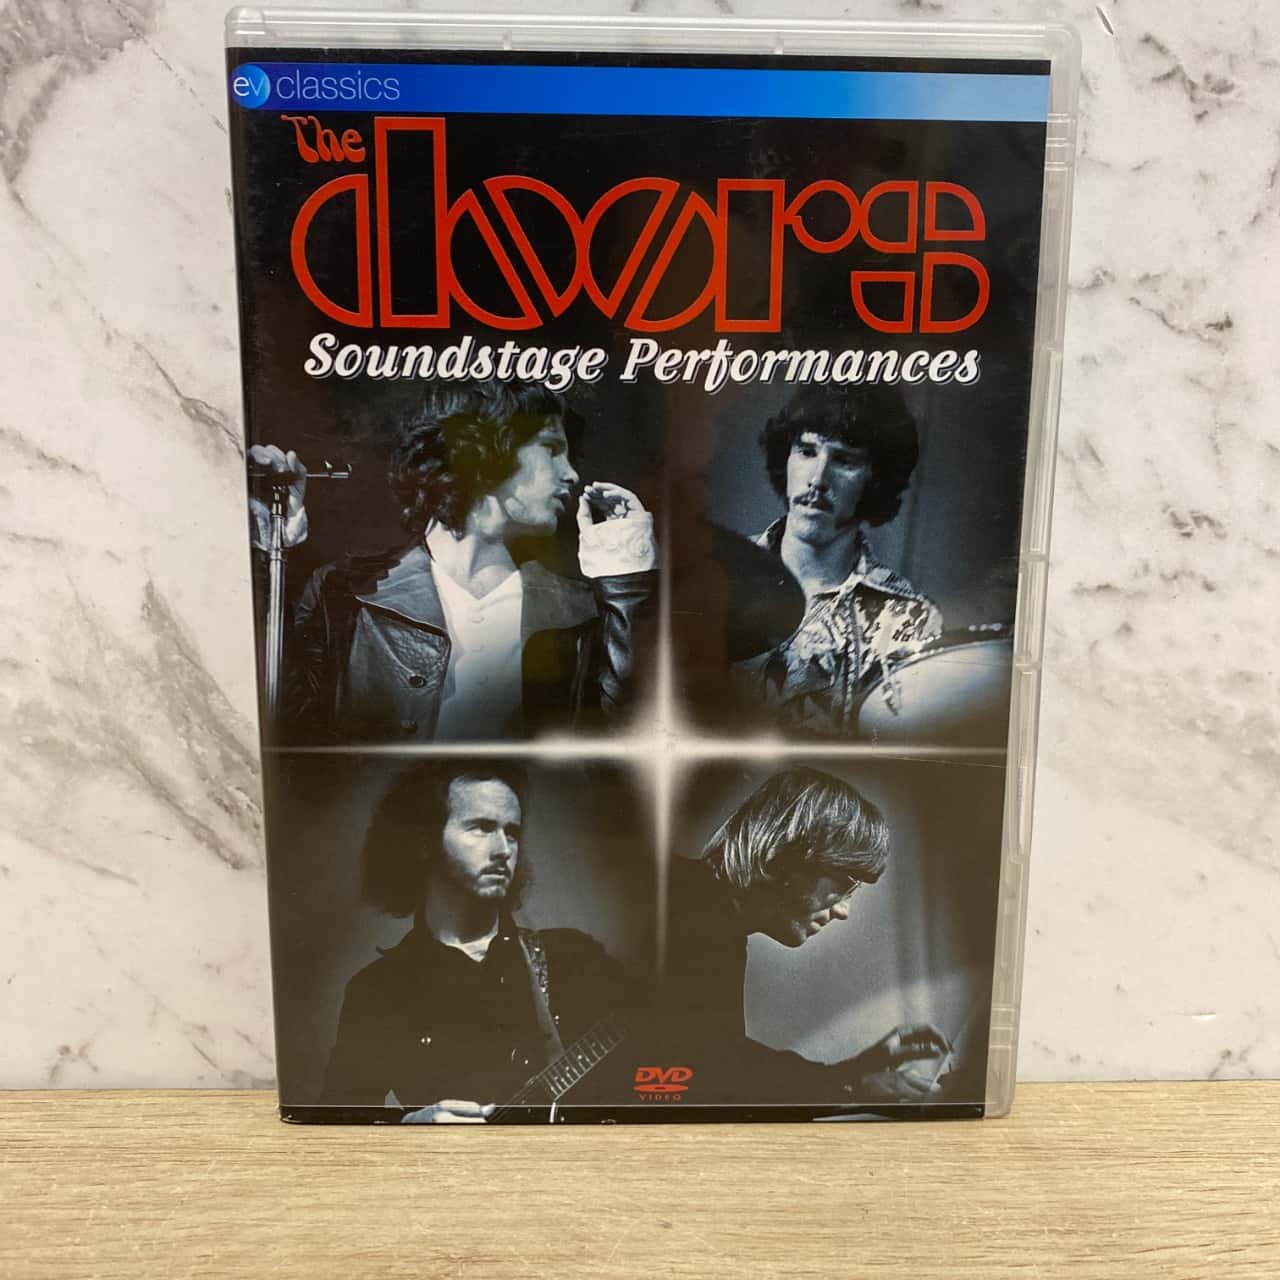 ev classics
The
doors
Soundstage Performances
DVD
VIDEO